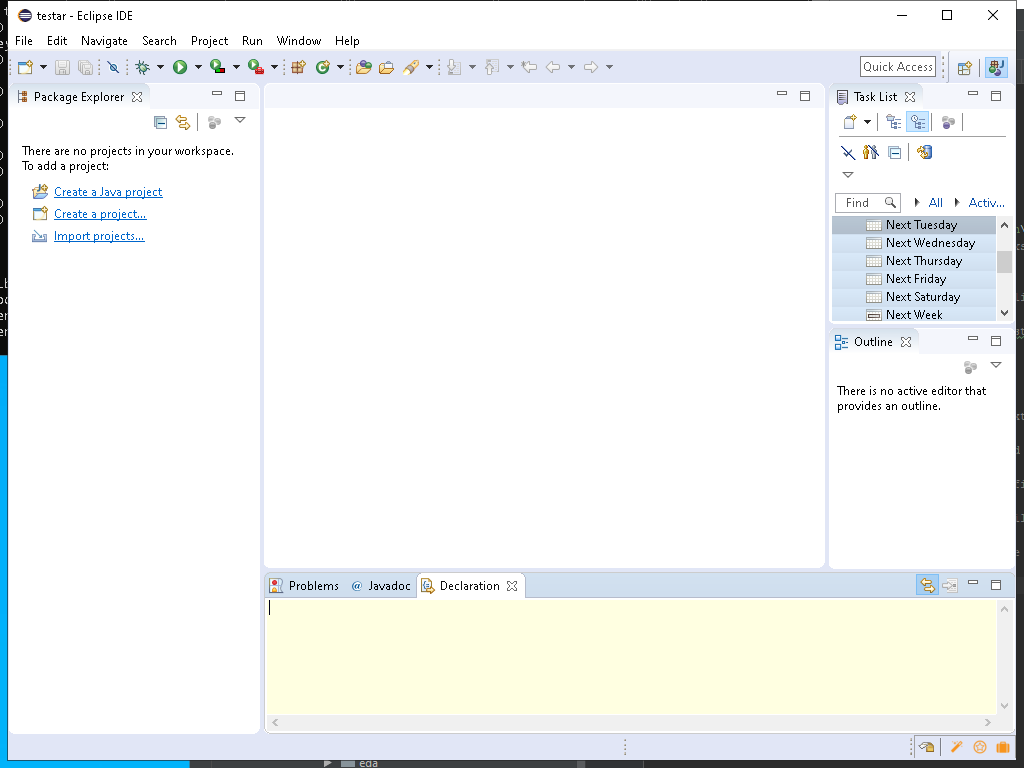 testar - Eclipse IDE
File Edit Navigate Search Project Run Window Help
Quick Access
Package Explorer
There are no projects in your workspace.
To add a project:
Create a Java project
Create a project...
Import projects...
Task List
Find All Activ...
Next Tuesday
Next Wednesday
Next Thursday
Next Friday
Next Saturday
Next Week
Outline
There is no active editor that
provides an outline.
Problems @ Javadoc Declaration
eda